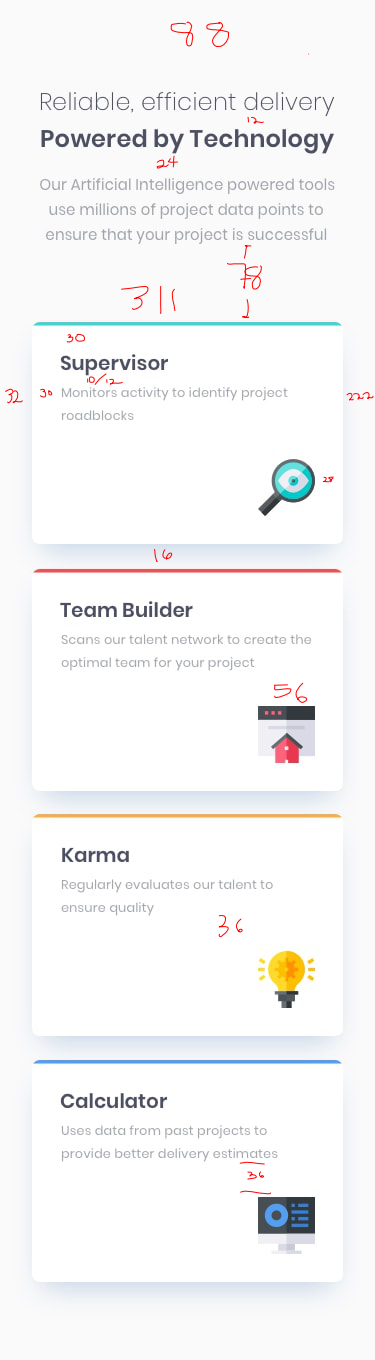 88
Reliable, efficient delivery
12
Powered by Technology
24
Our Artificial Intelligence powered tools
use millions of project data points to
ensure that your project is successful
78
311
30
Supervisor
10/12
32
30
Monitors activity to identify project
222
roadblocks
28
16
Team Builder
Scans our talent network to create the
optimal team for your project
56
Karma
Regularly evaluates our talent to
ensure quality
36
Calculator
Uses data from past projects to
provide better delivery estimates
36